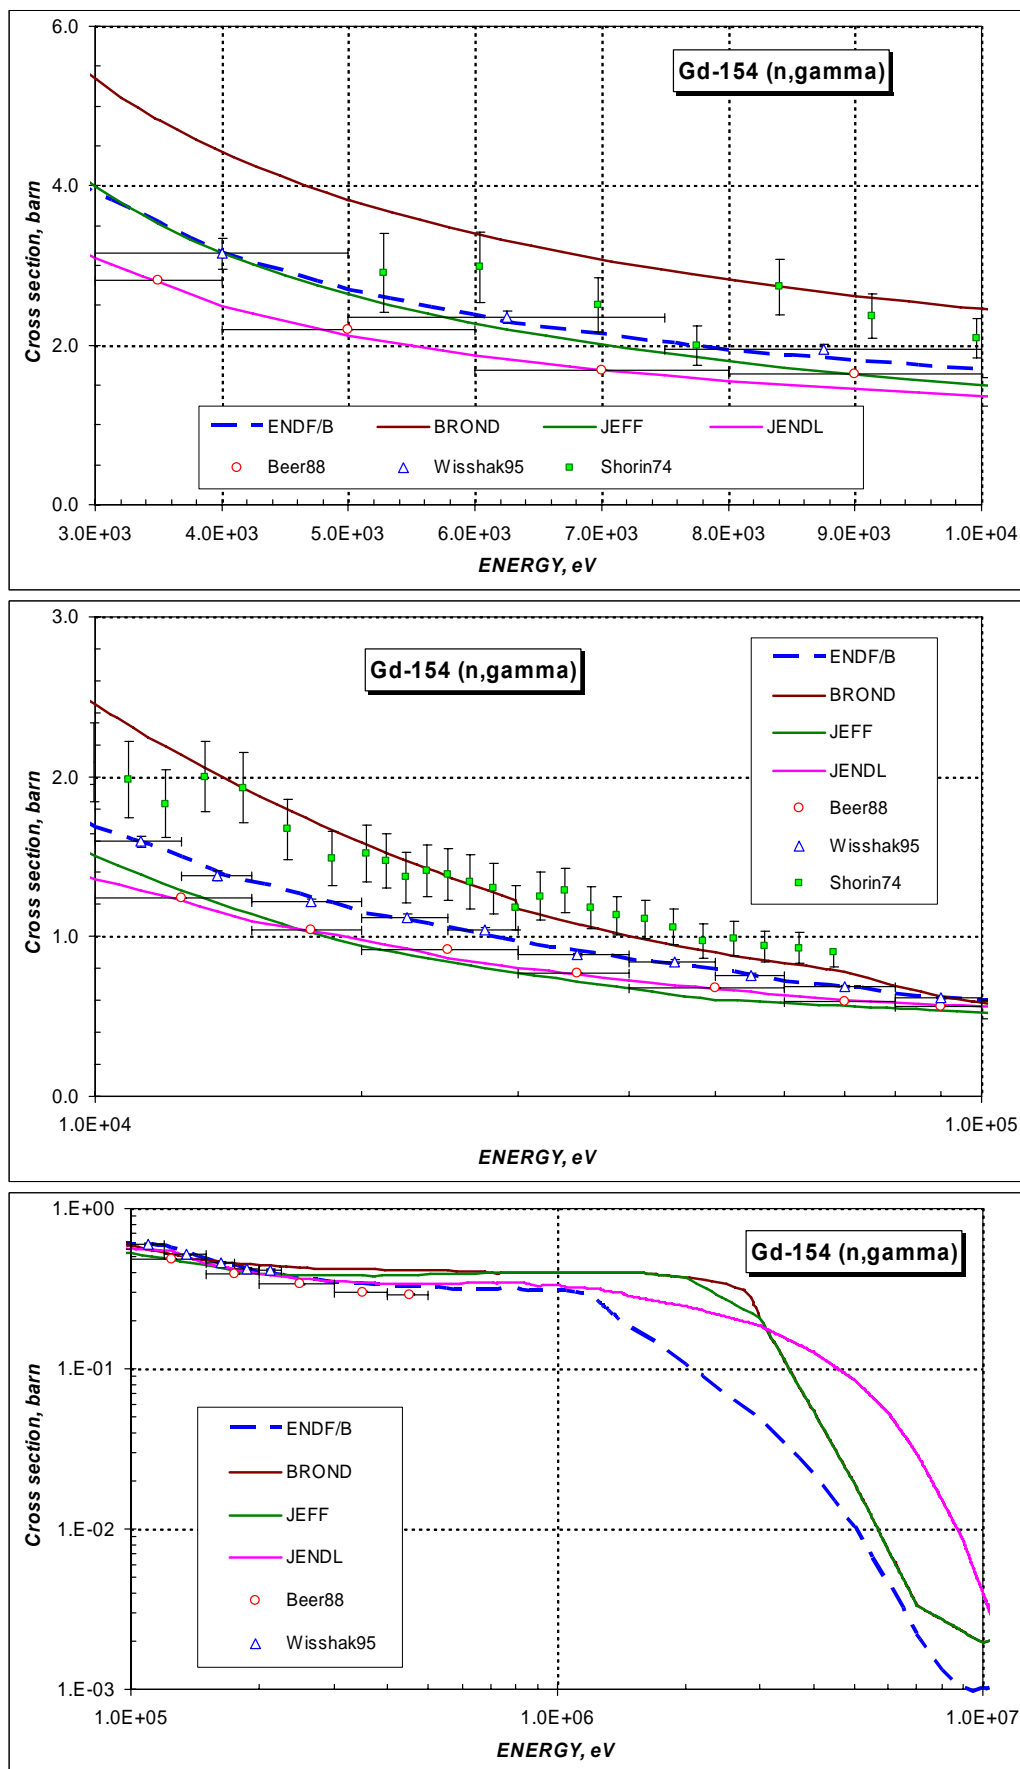 6.0
Gd-154 (n,gamma)
4.0
Cross section, barn
2.0
ENDF/B BROND JEFF JENDL
Beer88 Wisshak95 Shorin74
0.0
3.0E+03 4.0E+03 5.0E+03 6.0E+03 7.0E+03 8.0E+03 9.0E+03 1.0E+04
ENERGY, eV
3.0
Gd-154 (n,gamma)
ENDF/B
BROND
JEFF
JENDL
Beer88
Wisshak95
Shorin74
2.0
Cross section, barn
1.0
0.0
1.0E+04 1.0E+05
ENERGY, eV
1.E+00
Gd-154 (n,gamma)
1.E-01
Cross section, barn
ENDF/B
BROND
JEFF
JENDL
Beer88
Wisshak95
1.E-02
1.E-03
1.0E+05 1.0E+06 1.0E+07
ENERGY, eV